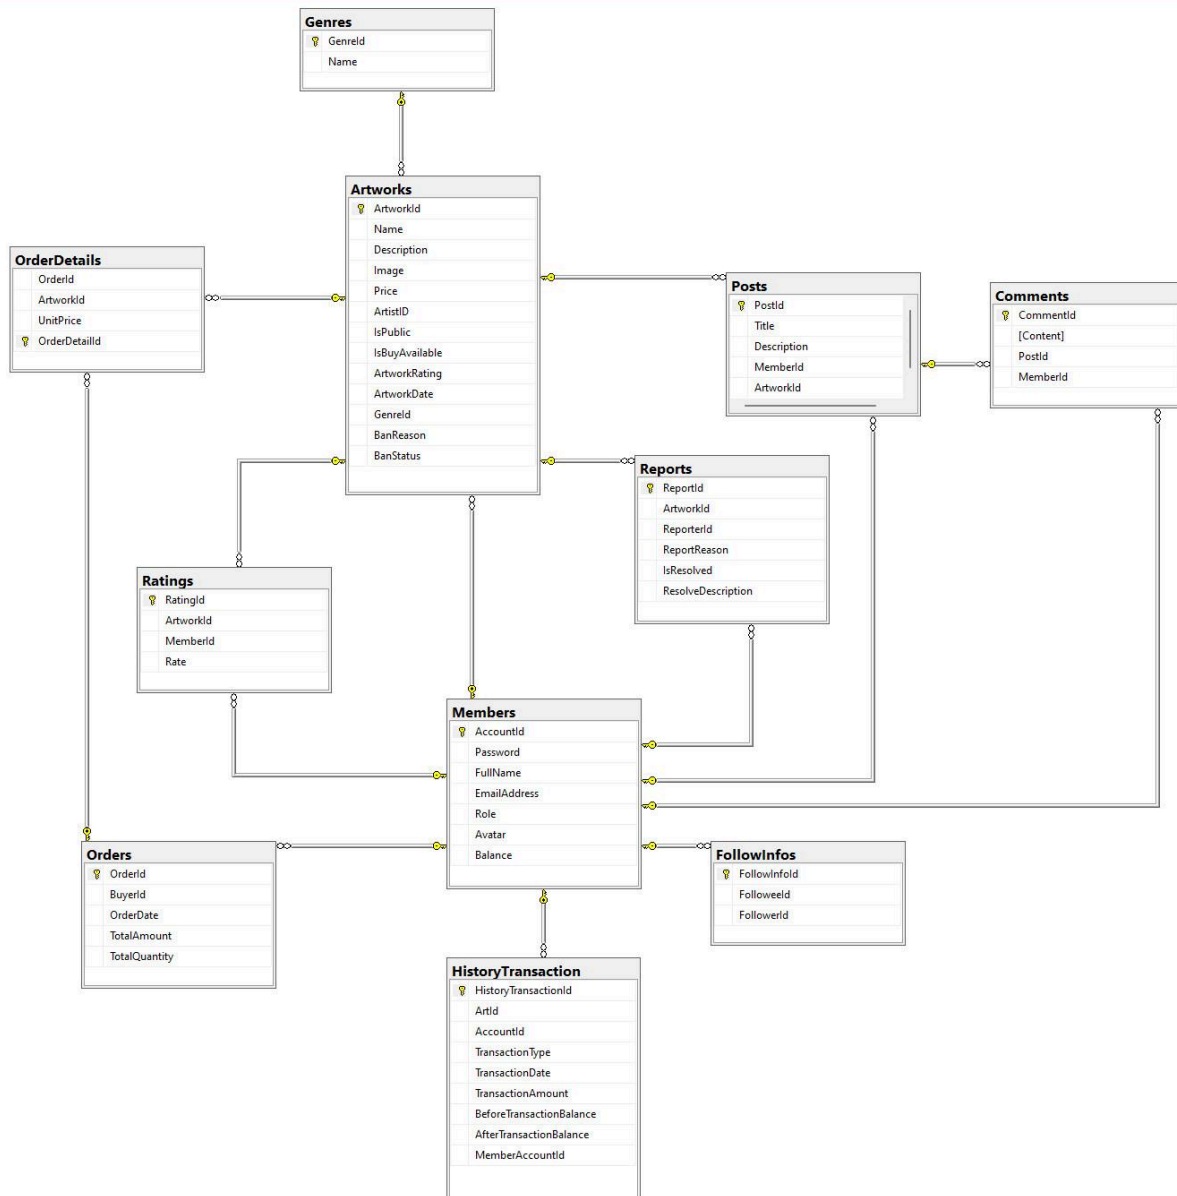 Genres
GenreId
Name
Artworks
ArtworkId
Name
Description
Image
Price
ArtistID
IsPublic
IsBuyAvailable
ArtworkRating
ArtworkDate
GenreId
BanReason
BanStatus
OrderDetails
OrderId
ArtworkId
UnitPrice
OrderDetailId
Posts
PostId
Title
Description
MemberId
ArtworkId
Comments
CommentId
[Content]
PostId
MemberId
Reports
ReportId
ArtworkId
ReporterId
ReportReason
IsResolved
ResolveDescription
Ratings
RatingId
ArtworkId
MemberId
Rate
Members
AccountId
Password
FullName
EmailAddress
Role
Avatar
Balance
Orders
OrderId
BuyerId
OrderDate
TotalAmount
TotalQuantity
FollowInfos
FollowInfoId
FolloweeId
FollowerId
HistoryTransaction
HistoryTransactionId
ArtId
AccountId
TransactionType
TransactionDate
TransactionAmount
BeforeTransactionBalance
AfterTransactionBalance
MemberAccountId